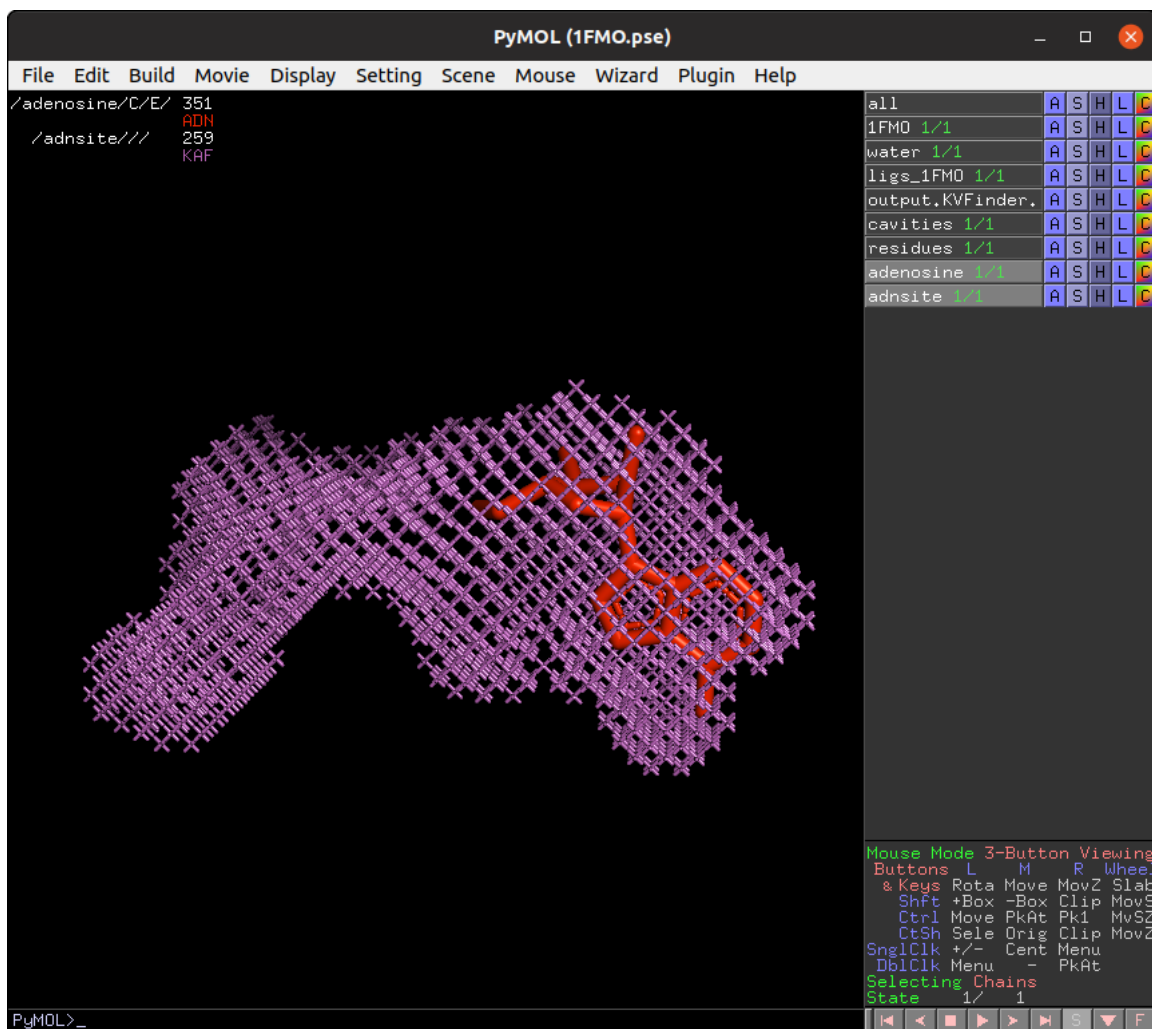 PyMOL (1FMO.pse)
File Edit Build Movie Display Setting Scene Mouse Wizard Plugin Help
/adenosine/C/E/ 351
ADN
/adnsite/// 259
KAF
all A S H L C
1FMO 1/1 A S H L C
water 1/1 A S H L C
ligs_1FMO 1/1 A S H L C
output.KVFinder. A S H L C
cavities 1/1 A S H L C
residues 1/1 A S H L C
adenosine 1/1 A S H L C
adnsite 1/1 A S H L C
Mouse Mode 3-Button Viewing
Buttons L M R Wheel
& Keys Rota Move MovZ Slab
Shft +Box -Box Clip MovS
Ctrl Move PkAt Pk1 MvSZ
CtSh Sele Orig Clip MovZ
SnglClk +/- Cent Menu
DblClk Menu - PkAt
Selecting Chains
State 1/ 1
PyMOL>_
S F